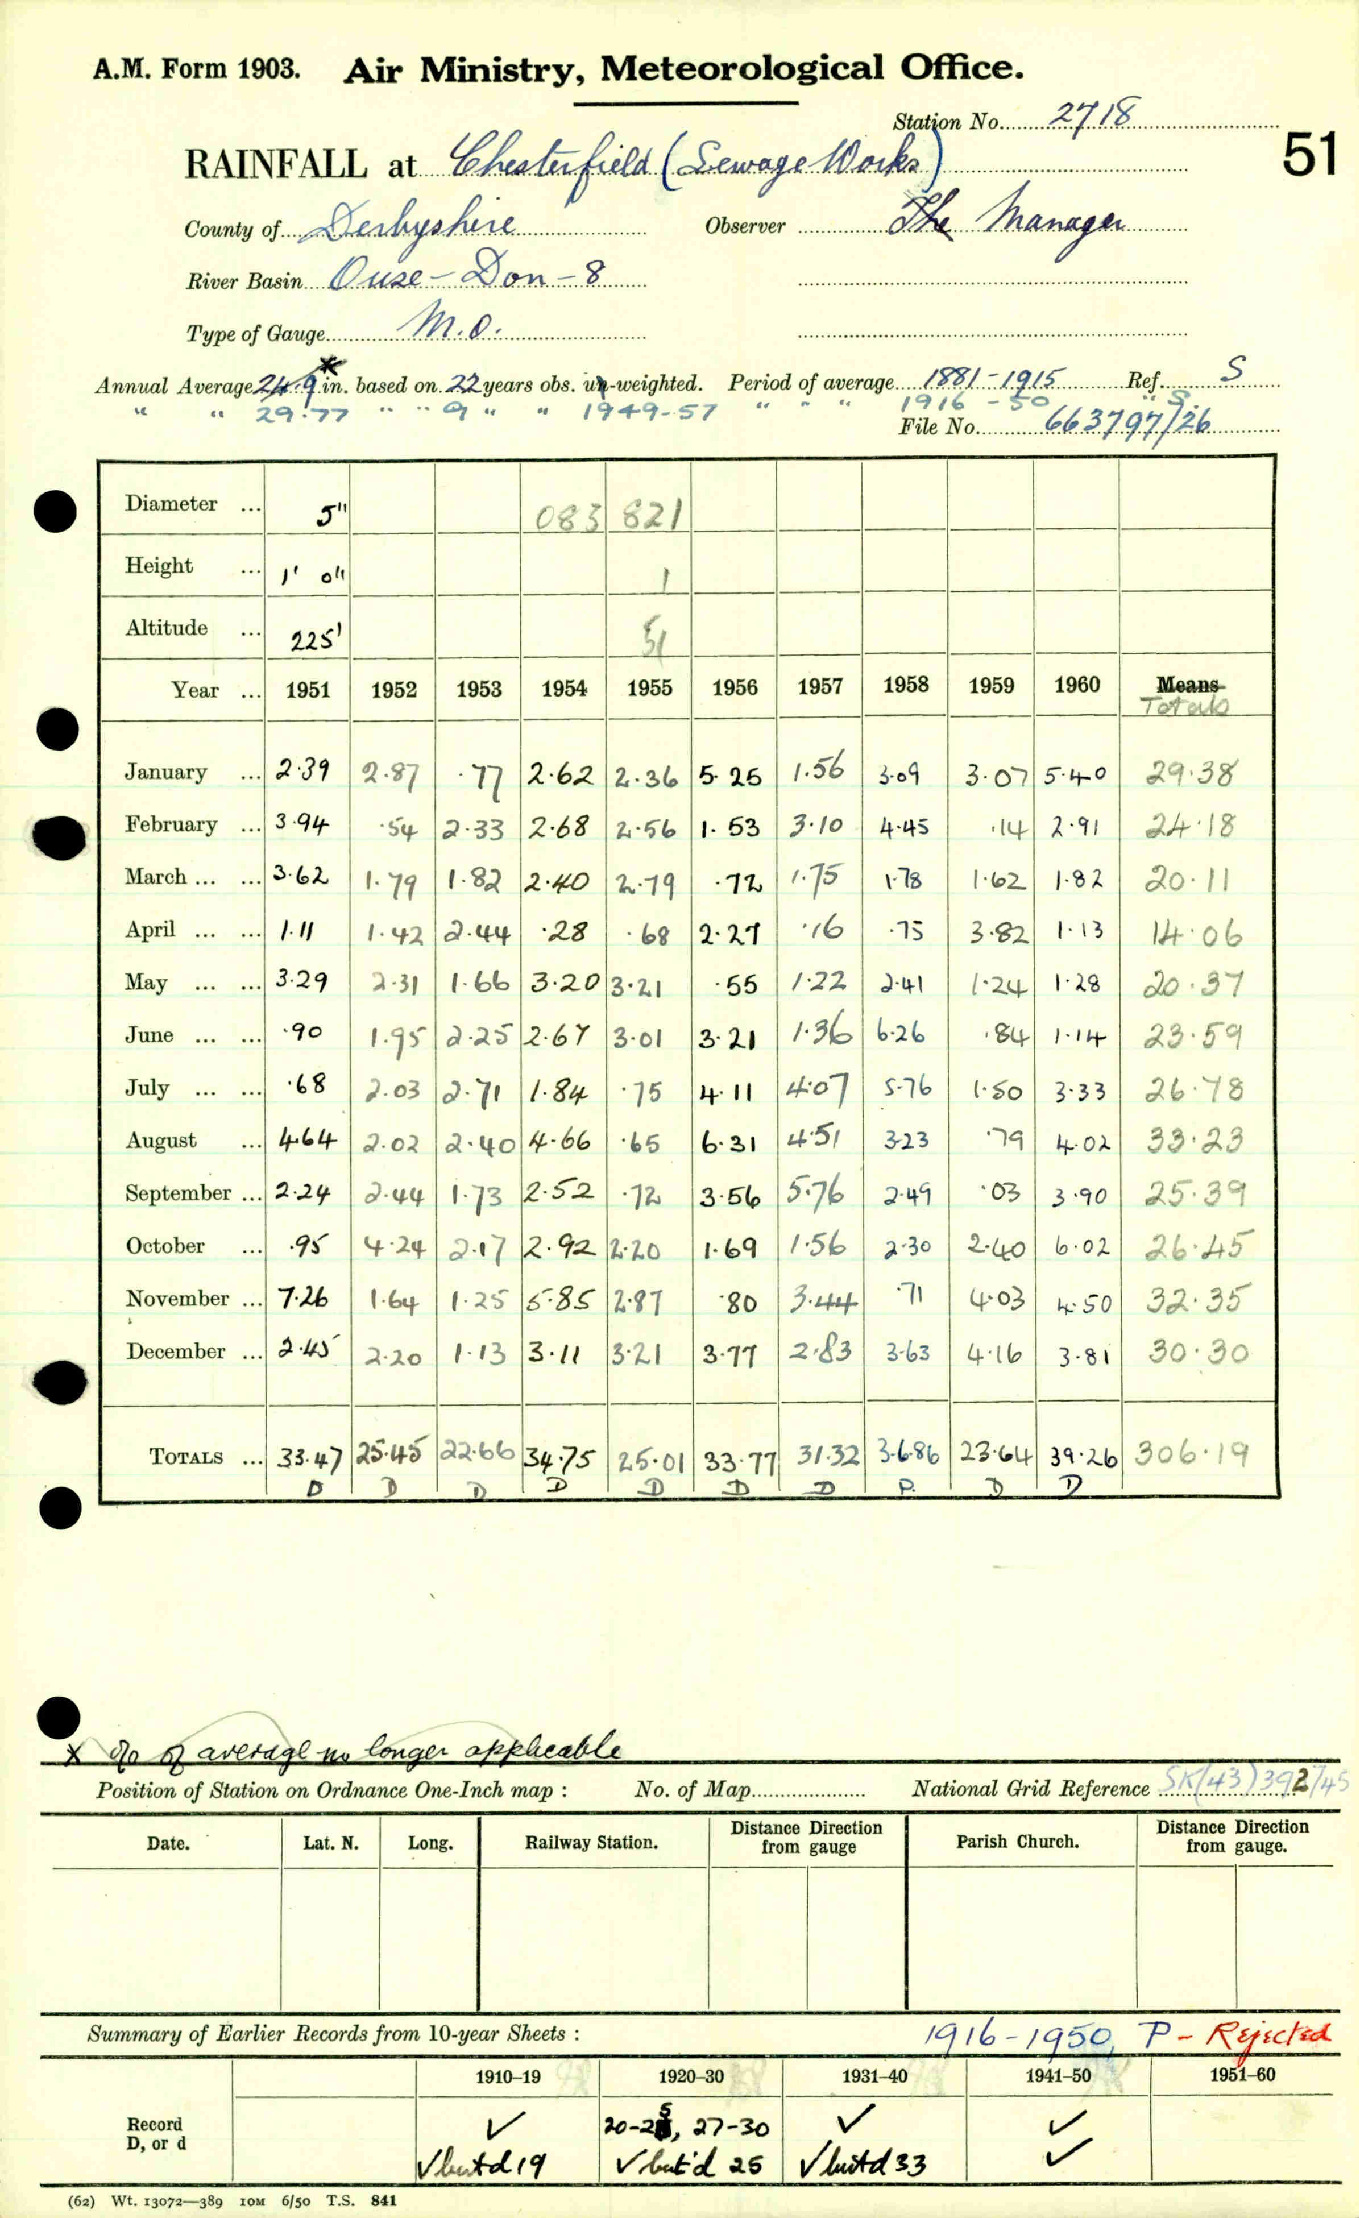 A.M. Form 1903. Air Ministry, Meteorological Office.
Station No. 2718
51
RAINFALL at Chesterfield (Sewage Works)
County of Derbyshire Observer The Manager
River Basin Ouse - Don - 8
Type of Gauge M.O.
Annual Average 24.9* in. based on 22 years obs. un-weighted. Period of average 1881-1915 Ref. S
" " 29.77 " " 9 " " 1949-57 " " " 1916-50 " S.
File No. 663797/26
Diameter ... 5" 083 821
Height ... 1' 0" 1
Altitude ... 225' 51
Year ... 1951 1952 1953 1954 1955 1956 1957 1958 1959 1960 Means
Totals
January ... 2.39 2.87 .77 2.62 2.36 5.25 1.56 3.09 3.07 5.40 29.38
February ... 3.94 .54 2.33 2.68 2.56 1.53 3.10 4.45 .14 2.91 24.18
March ... ... 3.62 1.79 1.82 2.40 2.79 .72 1.75 1.78 1.62 1.82 20.11
April ... ... 1.11 1.42 2.44 .28 .68 2.27 .16 .75 3.82 1.13 14.06
May ... ... 3.29 2.31 1.66 3.20 3.21 .55 1.22 2.41 1.24 1.28 20.37
June ... ... .90 1.95 2.25 2.67 3.01 3.21 1.36 6.26 .84 1.14 23.59
July ... ... .68 2.03 2.71 1.84 .75 4.11 4.07 5.76 1.50 3.33 26.78
August ... 4.64 2.02 2.40 4.66 .65 6.31 4.51 3.23 .79 4.02 33.23
September ... 2.24 2.44 1.73 2.52 .72 3.56 5.76 2.49 .03 3.90 25.39
October ... .95 4.24 2.17 2.92 2.20 1.69 1.56 2.30 2.40 6.02 26.45
November ... 7.26 1.64 1.25 5.85 2.87 .80 3.44 .71 4.03 4.50 32.35
December ... 2.45 2.20 1.13 3.11 3.21 3.77 2.83 3.63 4.16 3.81 30.30
TOTALS ... 33.47 25.45 22.66 34.75 25.01 33.77 31.32 36.86 23.64 39.26 306.19
D D D D D D D P. D D
x % of average no longer applicable
Position of Station on Ordnance One-Inch map : No. of Map National Grid Reference SK(43)392745
Date. Lat. N. Long. Railway Station. Distance Direction from gauge Parish Church. Distance Direction from gauge.
Summary of Earlier Records from 10-year Sheets : 1916-1950, P - Rejected
1910-19 1920-30 1931-40 1941-50 1951-60
Record ✓ 20-25, 27-30 ✓ ✓
D, or d ✓ but d 19 ✓ but d 25 ✓ but d 33 ✓
(62) Wt. 13072—389 10M 6/50 T.S. 841